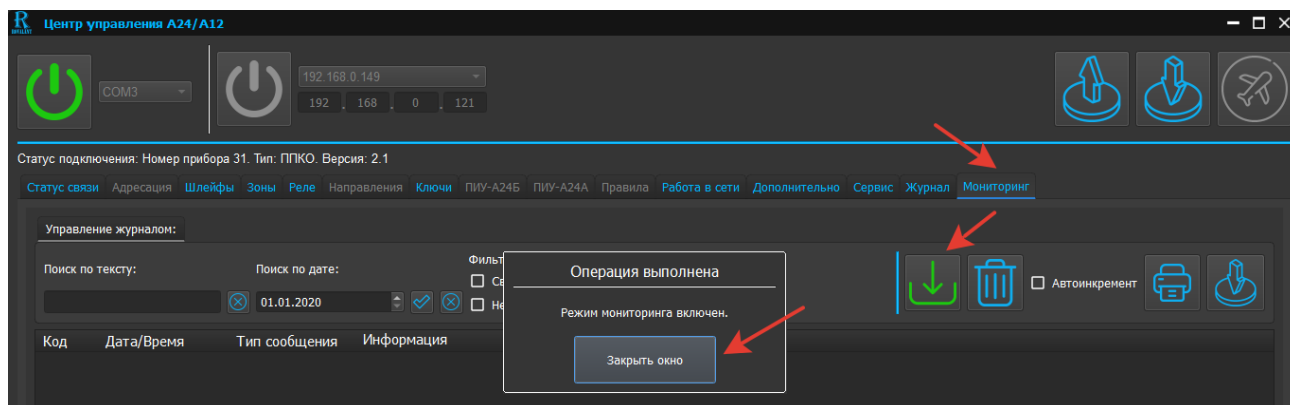 R
Центр управления А24/А12
COM3
192.168.0.149
192 . 168 . 0 . 121
Статус подключения: Номер прибора 31. Тип: ППКО. Версия: 2.1
Статус связи Адресация Шлейфы Зоны Реле Направления Ключи ПИУ-А24Б ПИУ-А24А Правила Работа в сети Дополнительно Сервис Журнал Мониторинг
Управление журналом:
Поиск по тексту:
Поиск по дате:
Фильт
01.01.2020
Св
Не
Автоинкремент
Операция выполнена
Режим мониторинга включен.
Закрыть окно
Код Дата/Время Тип сообщения Информация